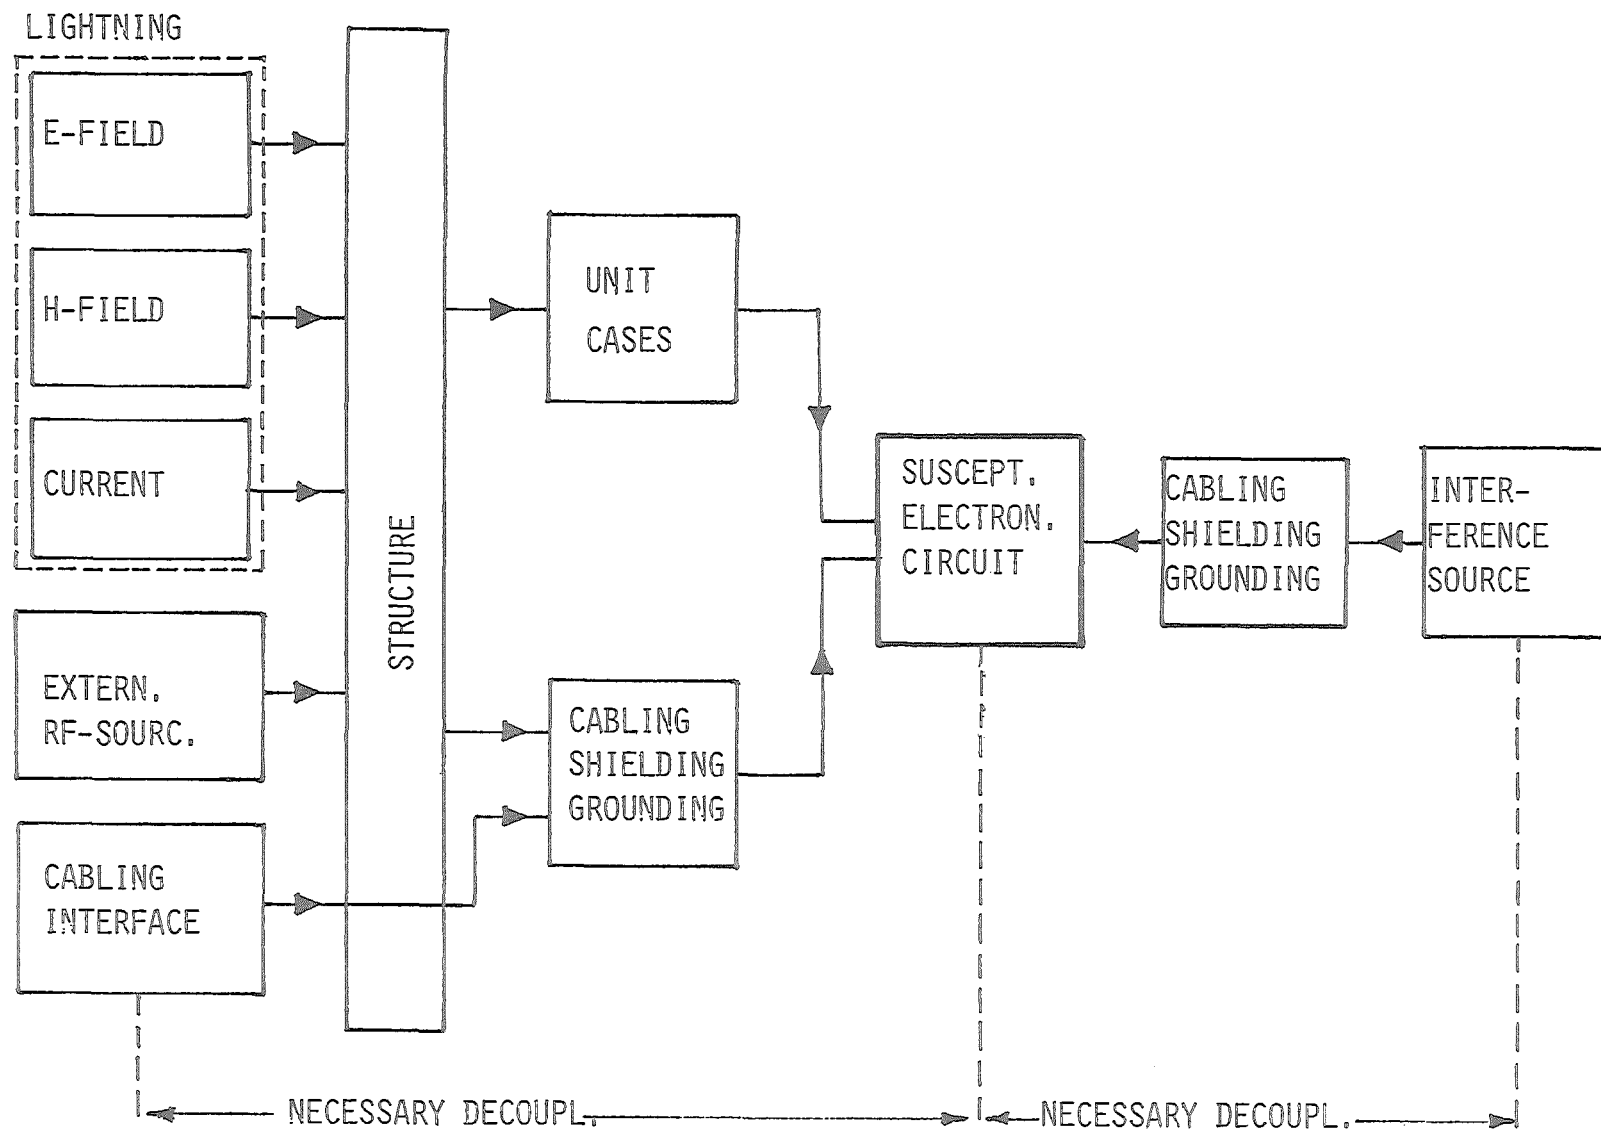 LIGHTNING
E-FIELD
H-FIELD
CURRENT
EXTERN.
RF-SOURC.
CABLING
INTERFACE
STRUCTURE
UNIT
CASES
CABLING
SHIELDING
GROUNDING
SUSCEPT.
ELECTRON.
CIRCUIT
CABLING
SHIELDING
GROUNDING
INTER-
FERENCE
SOURCE
NECESSARY DECOUPL.
NECESSARY DECOUPL.